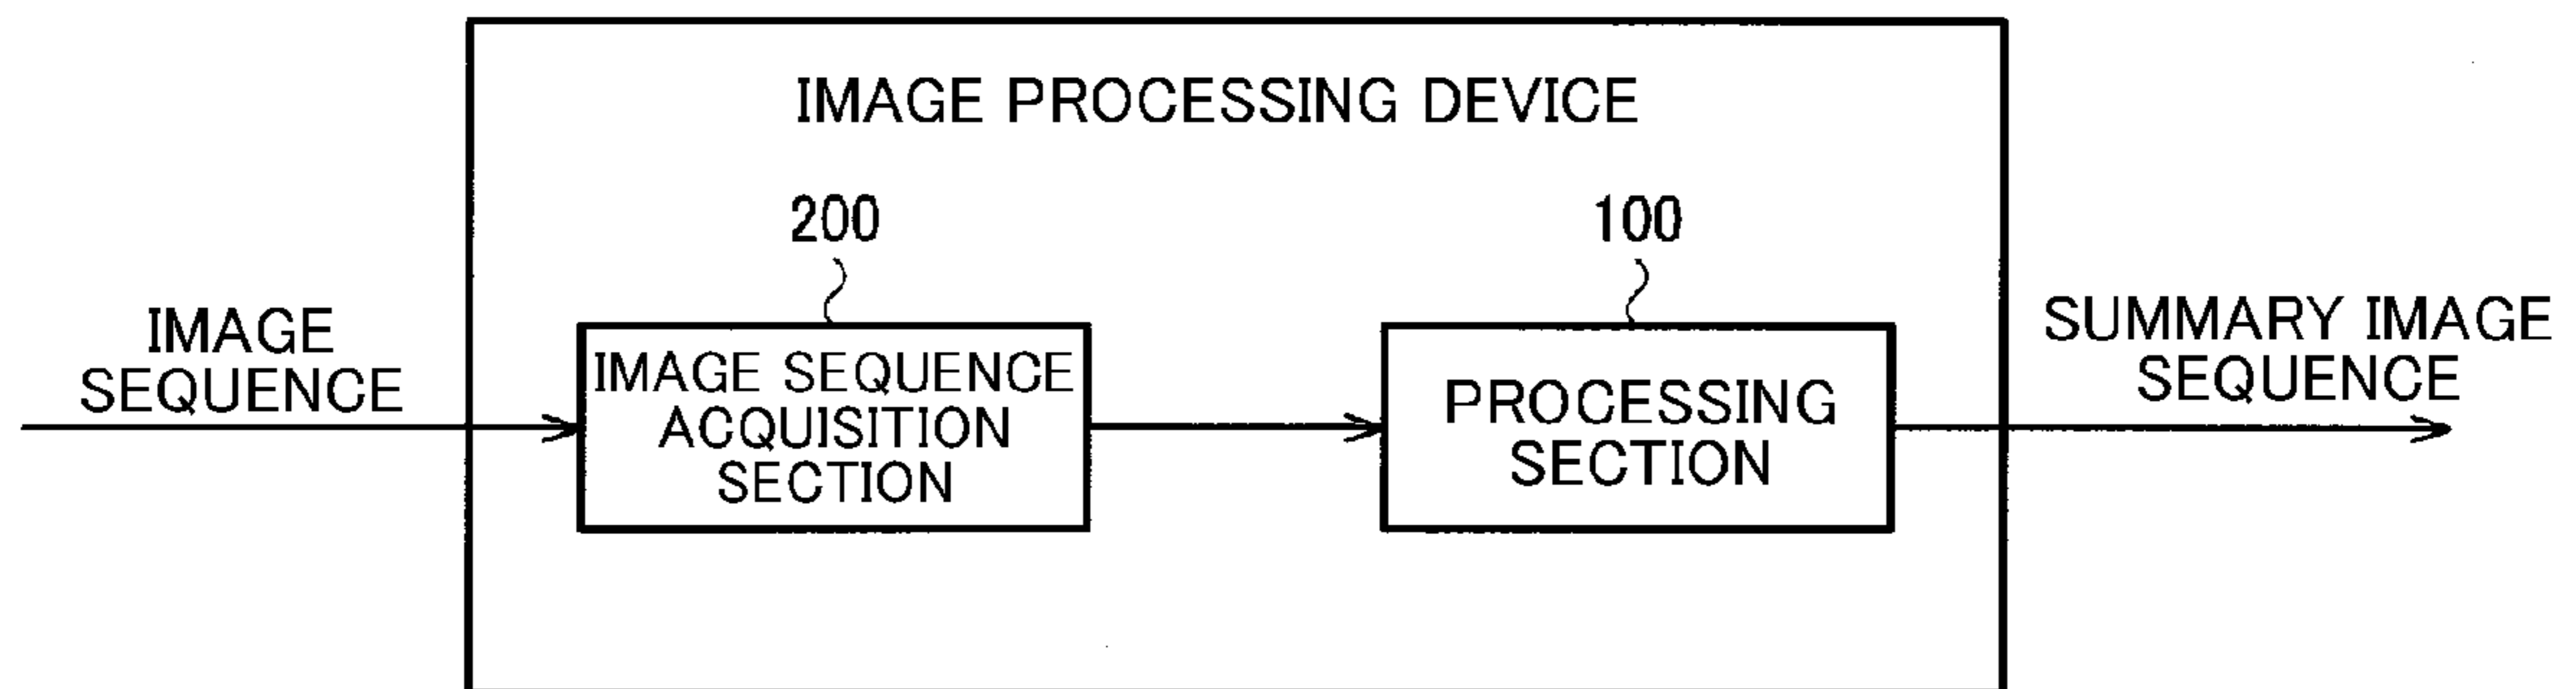 IMAGE PROCESSING DEVICE
200
100
IMAGE
SEQUENCE
IMAGE SEQUENCE
ACQUISITION
SECTION
PROCESSING
SECTION
SUMMARY IMAGE
SEQUENCE